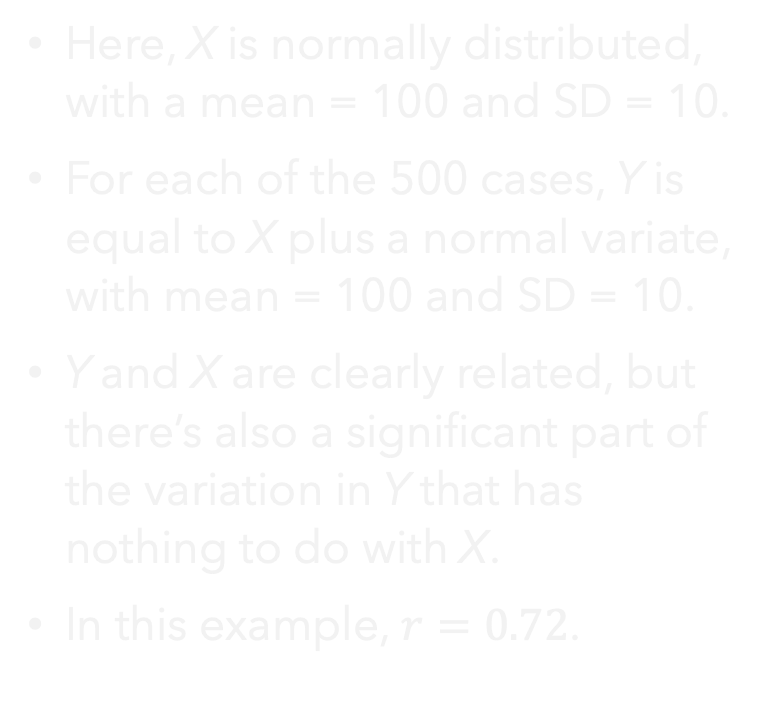 • Here, X is normally distributed,
with a mean = 100 and SD = 10.
• For each of the 500 cases, Y is
equal to X plus a normal variate,
with mean = 100 and SD = 10.
• Y and X are clearly related, but
there’s also a significant part of
the variation in Y that has
nothing to do with X.
• In this example, r = 0.72.